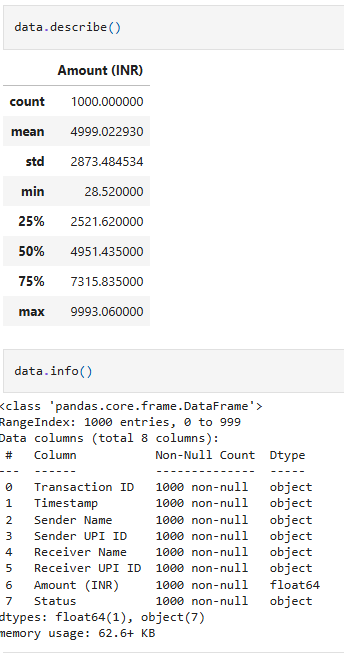 data.describe()
Amount (INR)
count 1000.000000
mean 4999.022930
std 2873.484534
min 28.520000
25% 2521.620000
50% 4951.435000
75% 7315.835000
max 9993.060000
data.info()
<class 'pandas.core.frame.DataFrame'>
RangeIndex: 1000 entries, 0 to 999
Data columns (total 8 columns):
 #   Column            Non-Null Count  Dtype
---  ------            --------------  -----
 0   Transaction ID    1000 non-null   object
 1   Timestamp         1000 non-null   object
 2   Sender Name       1000 non-null   object
 3   Sender UPI ID     1000 non-null   object
 4   Receiver Name     1000 non-null   object
 5   Receiver UPI ID   1000 non-null   object
 6   Amount (INR)      1000 non-null   float64
 7   Status            1000 non-null   object
dtypes: float64(1), object(7)
memory usage: 62.6+ KB